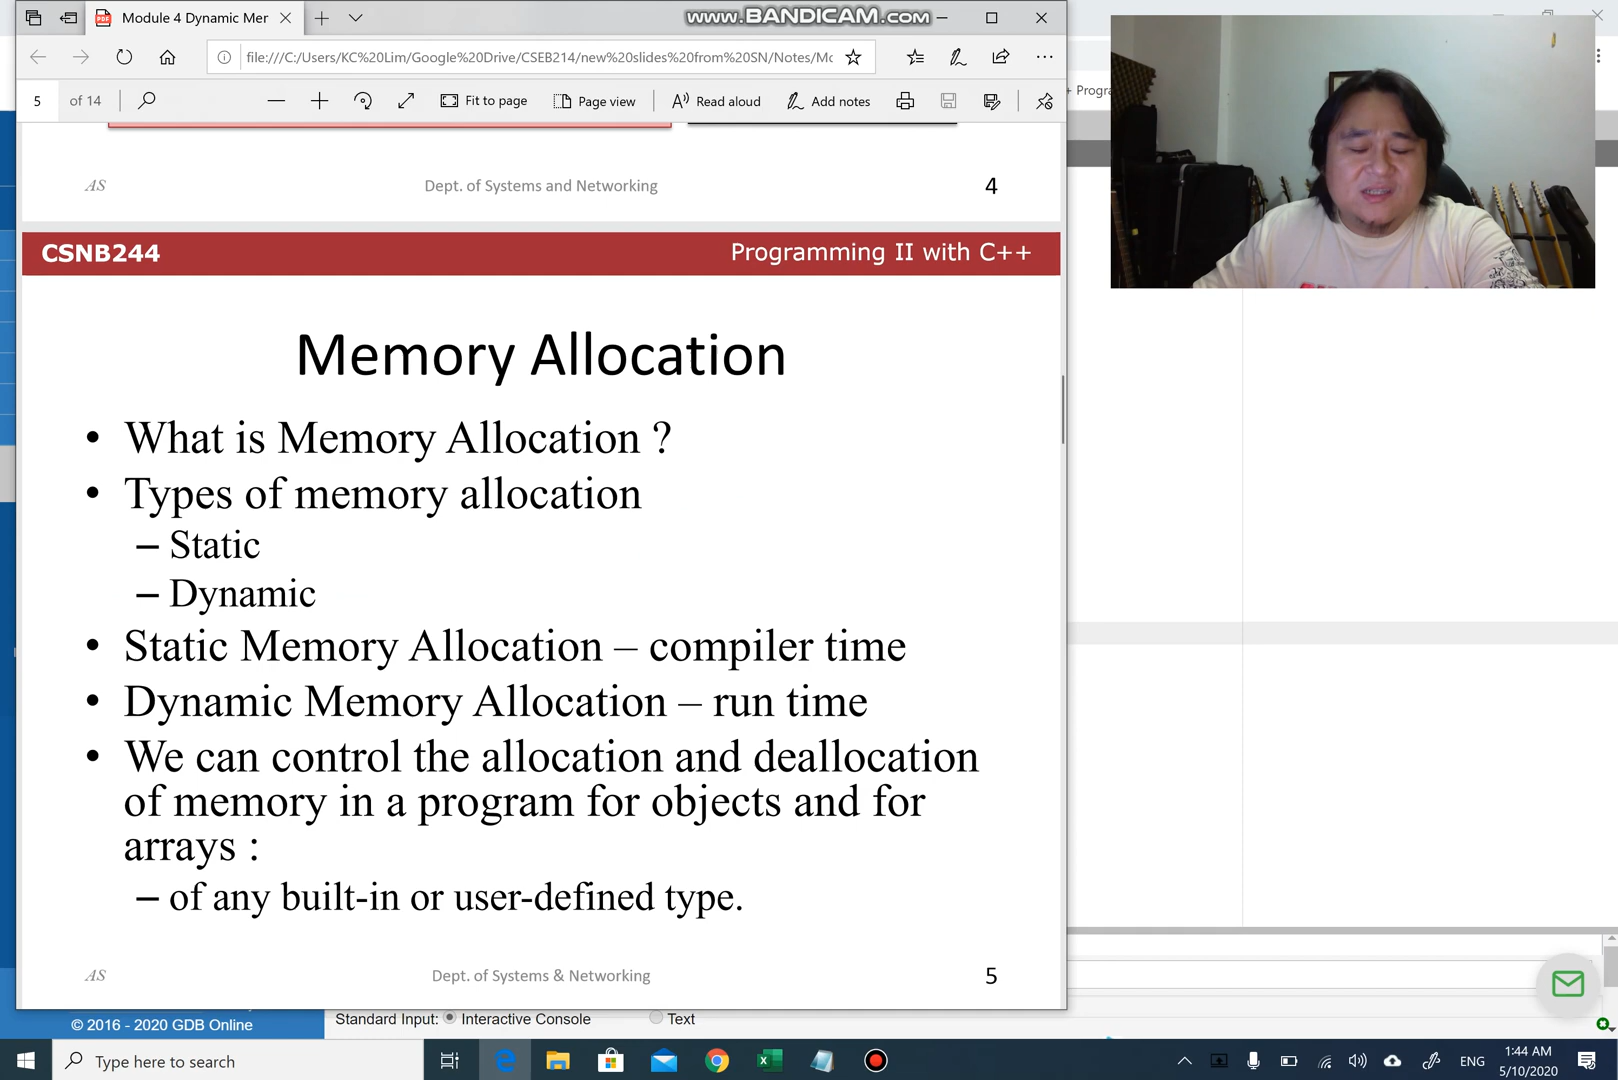 Module 4 Dynamic Mer
www.BANDICAM.com
file:///C:/Users/KC%20Lim/Google%20Drive/CSEB214/new%20slides%20from%20SN/Notes/Mc
5 of 14
Fit to page
Page view
Read aloud
Add notes
+ Progra
AS
Dept. of Systems and Networking
4
CSNB244
Programming II with C++
Memory Allocation
• What is Memory Allocation ?
• Types of memory allocation
– Static
– Dynamic
• Static Memory Allocation – compiler time
• Dynamic Memory Allocation – run time
• We can control the allocation and deallocation
of memory in a program for objects and for
arrays :
– of any built-in or user-defined type.
AS
Dept. of Systems & Networking
5
© 2016 - 2020 GDB Online
Standard Input: Interactive Console Text
Type here to search
ENG
1:44 AM
5/10/2020